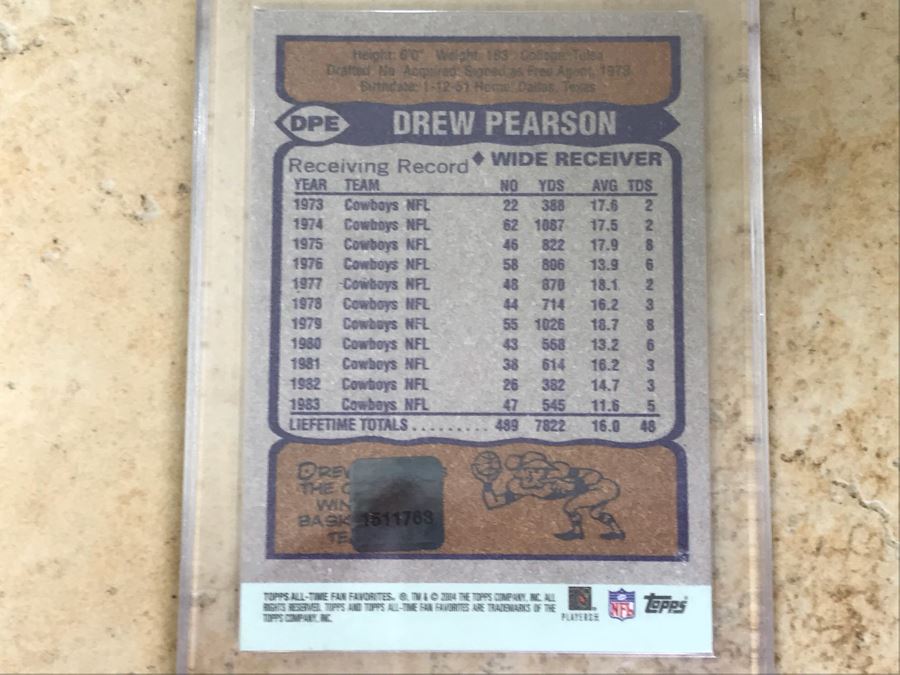 Height: 6'0" Weight: 183 College: Tulsa
Drafted: No Acquired: Signed as Free Agent, 1973
Birthdate: 1-12-51 Home: Dallas, Texas
DPE DREW PEARSON
Receiving Record ♦ WIDE RECEIVER
YEAR TEAM NO YDS AVG TDS
1973 Cowboys NFL 22 388 17.6 2
1974 Cowboys NFL 62 1087 17.5 2
1975 Cowboys NFL 46 822 17.9 8
1976 Cowboys NFL 58 806 13.9 6
1977 Cowboys NFL 48 870 18.1 2
1978 Cowboys NFL 44 714 16.2 3
1979 Cowboys NFL 55 1026 18.7 8
1980 Cowboys NFL 43 568 13.2 6
1981 Cowboys NFL 38 614 16.2 3
1982 Cowboys NFL 26 382 14.7 3
1983 Cowboys NFL 47 545 11.6 5
LIEFETIME TOTALS ......... 489 7822 16.0 48
DREW
THE
WIN
BASK
TE
1511763
TOPPS ALL-TIME FAN FAVORITES. ®, TM & © 2004 THE TOPPS COMPANY, INC. ALL
RIGHTS RESERVED. TOPPS AND TOPPS ALL-TIME FAN FAVORITES ARE TRADEMARKS OF THE
TOPPS COMPANY, INC.
PLAYERS
NFL
TOPPS